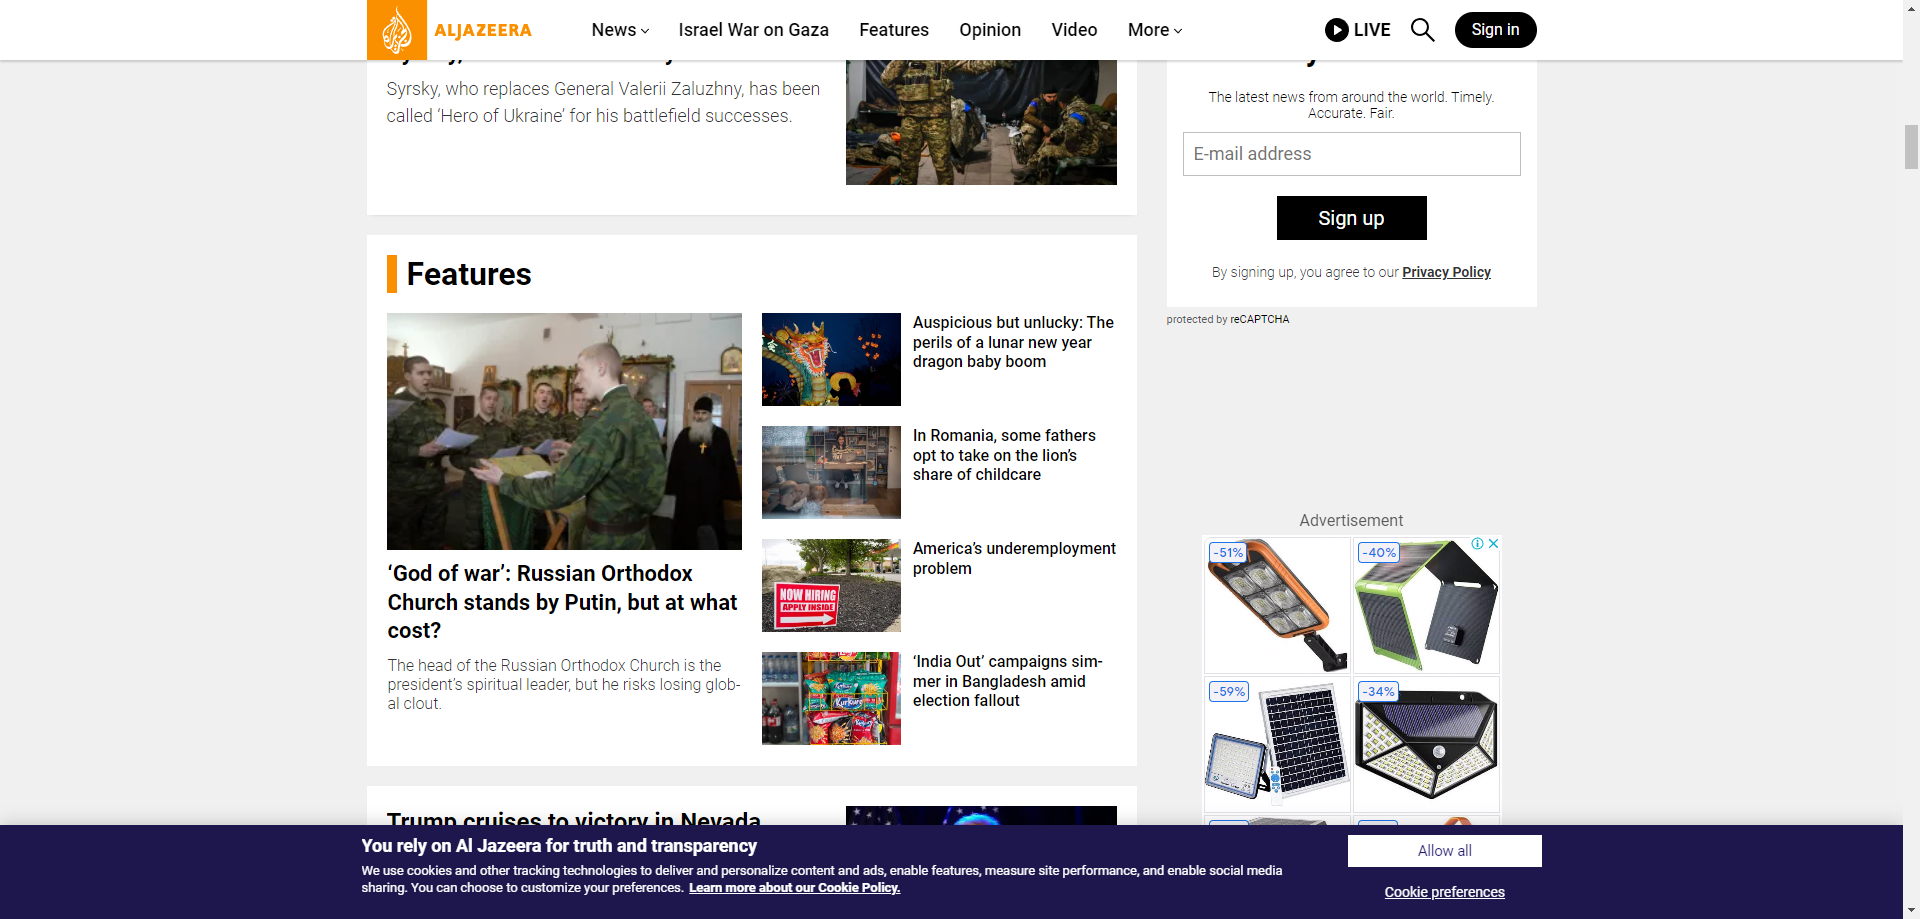 ALJAZEERA
News
Israel War on Gaza
Features
Opinion
Video
More
LIVE
Sign in
Syrsky, who replaces General Valerii Zaluzhny, has been
called ‘Hero of Ukraine’ for his battlefield successes.
The latest news from around the world. Timely.
Accurate. Fair.
E-mail address
Sign up
By signing up, you agree to our Privacy Policy
protected by reCAPTCHA
Features
‘God of war’: Russian Orthodox
Church stands by Putin, but at what
cost?
The head of the Russian Orthodox Church is the
president’s spiritual leader, but he risks losing glob-
al clout.
Auspicious but unlucky: The
perils of a lunar new year
dragon baby boom
In Romania, some fathers
opt to take on the lion’s
share of childcare
NOW HIRING
APPLY INSIDE
America’s underemployment
problem
Kurkure
‘India Out’ campaigns sim-
mer in Bangladesh amid
election fallout
Advertisement
-51%
-40%
-59%
-34%
Trump cruises to victory in Nevada
You rely on Al Jazeera for truth and transparency
We use cookies and other tracking technologies to deliver and personalize content and ads, enable features, measure site performance, and enable social media
sharing. You can choose to customize your preferences. Learn more about our Cookie Policy.
Allow all
Cookie preferences